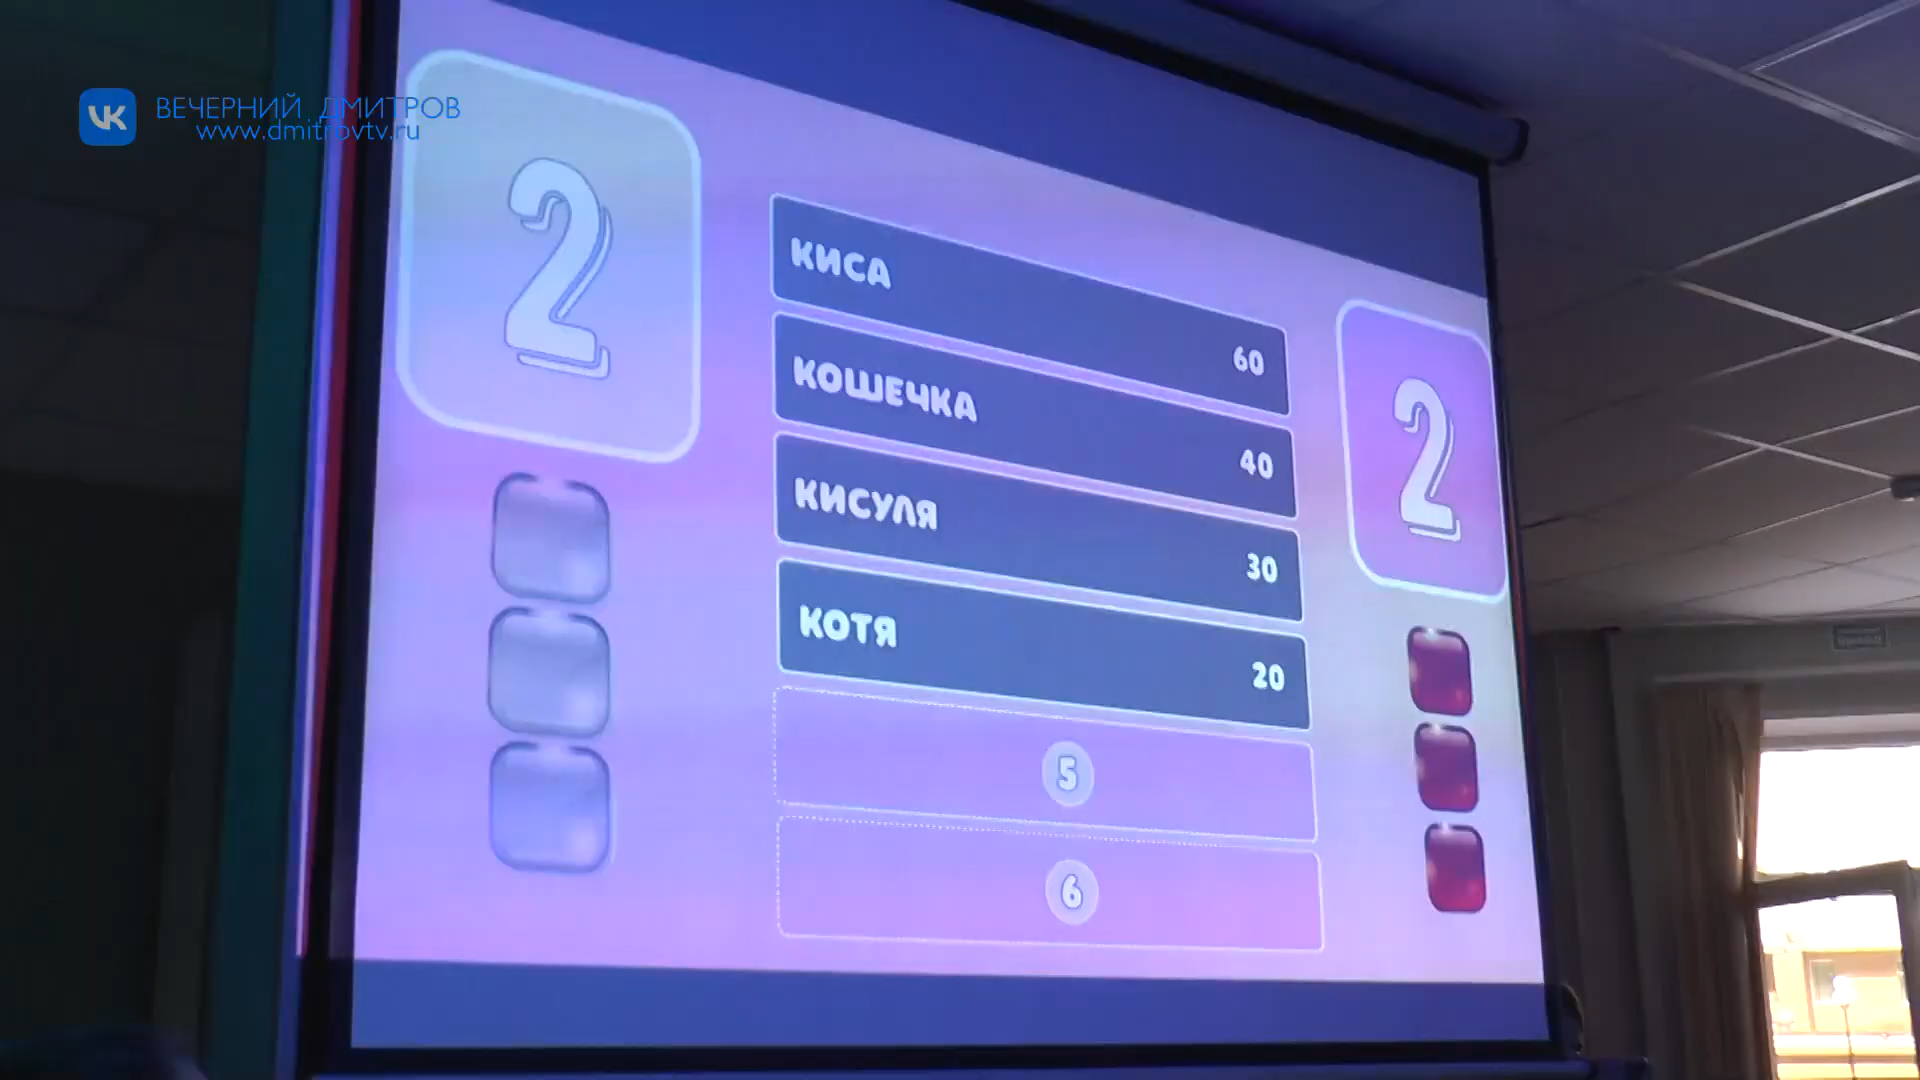 ВЕЧЕРНИЙ ДМИТРОВ
www.dmitrovtv.ru
2
КИСА
60
КОШЕЧКА
40
КИСУЛЯ
30
КОТЯ
20
5
6
2